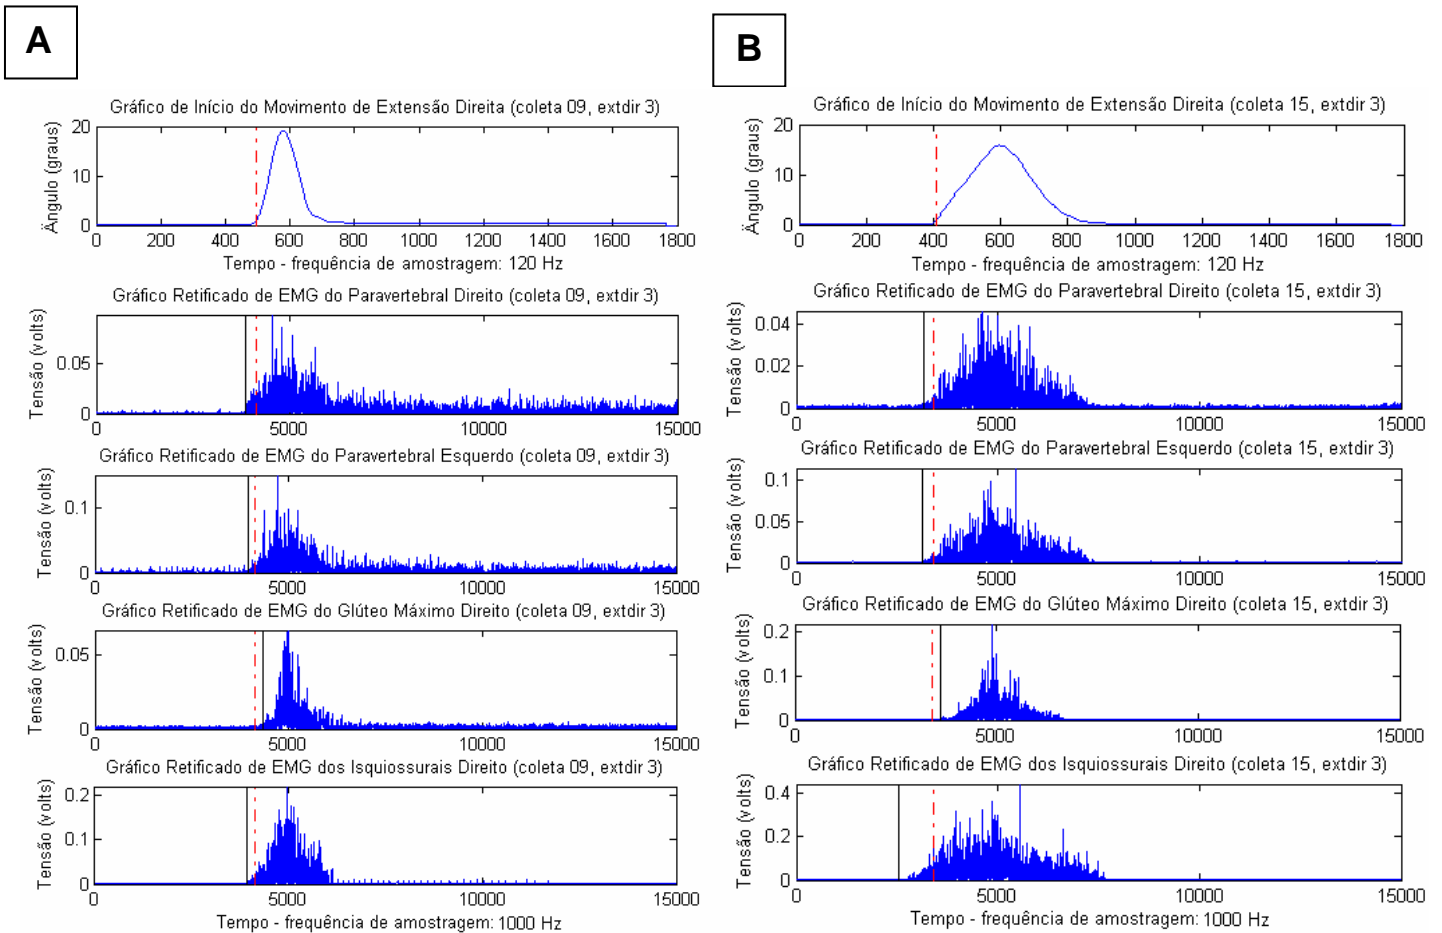 A
Gráfico de Início do Movimento de Extensão Direita (coleta 09, extdir 3)
Ângulo (graus)
20
10
0
0 200 400 600 800 1000 1200 1400 1600 1800
Tempo - frequência de amostragem: 120 Hz
Gráfico Retificado de EMG do Paravertebral Direito (coleta 09, extdir 3)
Tensão (volts)
0.05
0
0 5000 10000 15000
Gráfico Retificado de EMG do Paravertebral Esquerdo (coleta 09, extdir 3)
Tensão (volts)
0.1
0
0 5000 10000 15000
Gráfico Retificado de EMG do Glúteo Máximo Direito (coleta 09, extdir 3)
Tensão (volts)
0.05
0
0 5000 10000 15000
Gráfico Retificado de EMG dos Isquiossurais Direito (coleta 09, extdir 3)
Tensão (volts)
0.2
0.1
0
0 5000 10000 15000
Tempo - frequência de amostragem: 1000 Hz
B
Gráfico de Início do Movimento de Extensão Direita (coleta 15, extdir 3)
Ângulo (graus)
20
10
0
0 200 400 600 800 1000 1200 1400 1600 1800
Tempo - frequência de amostragem: 120 Hz
Gráfico Retificado de EMG do Paravertebral Direito (coleta 15, extdir 3)
Tensão (volts)
0.04
0.02
0
0 5000 10000 15000
Gráfico Retificado de EMG do Paravertebral Esquerdo (coleta 15, extdir 3)
Tensão (volts)
0.1
0.05
0
0 5000 10000 15000
Gráfico Retificado de EMG do Glúteo Máximo Direito (coleta 15, extdir 3)
Tensão (volts)
0.2
0.1
0
0 5000 10000 15000
Gráfico Retificado de EMG dos Isquiossurais Direito (coleta 15, extdir 3)
Tensão (volts)
0.4
0.2
0
0 5000 10000 15000
Tempo - frequência de amostragem: 1000 Hz